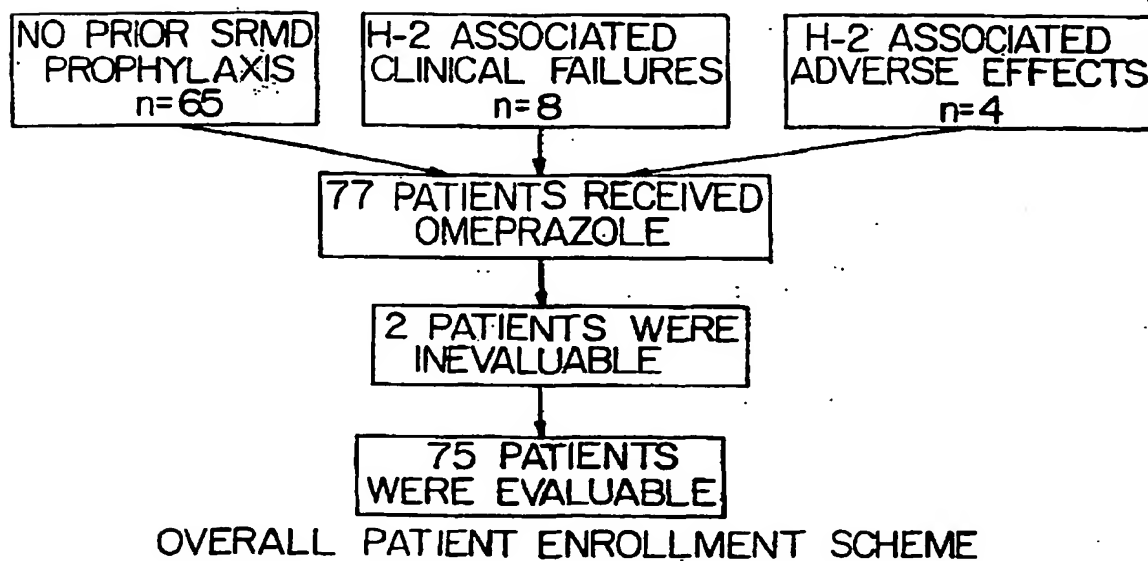 NO PRIOR SRMD
PROPHYLAXIS
n=65
H-2 ASSOCIATED
CLINICAL FAILURES
n=8
H-2 ASSOCIATED
ADVERSE EFFECTS
n=4
77 PATIENTS RECEIVED
OMEPRAZOLE
2 PATIENTS WERE
INEVALUABLE
75 PATIENTS
WERE EVALUABLE
OVERALL PATIENT ENROLLMENT SCHEME